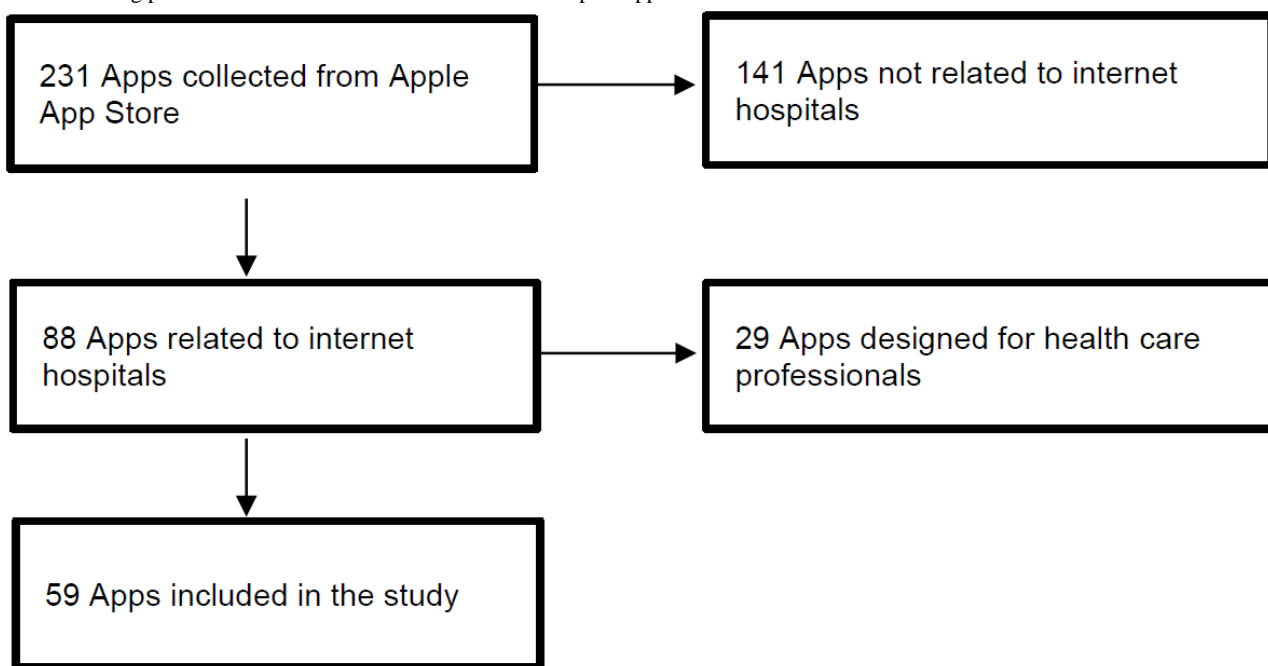 231 Apps collected from Apple
App Store
141 Apps not related to internet
hospitals
88 Apps related to internet
hospitals
29 Apps designed for health care
professionals
59 Apps included in the study